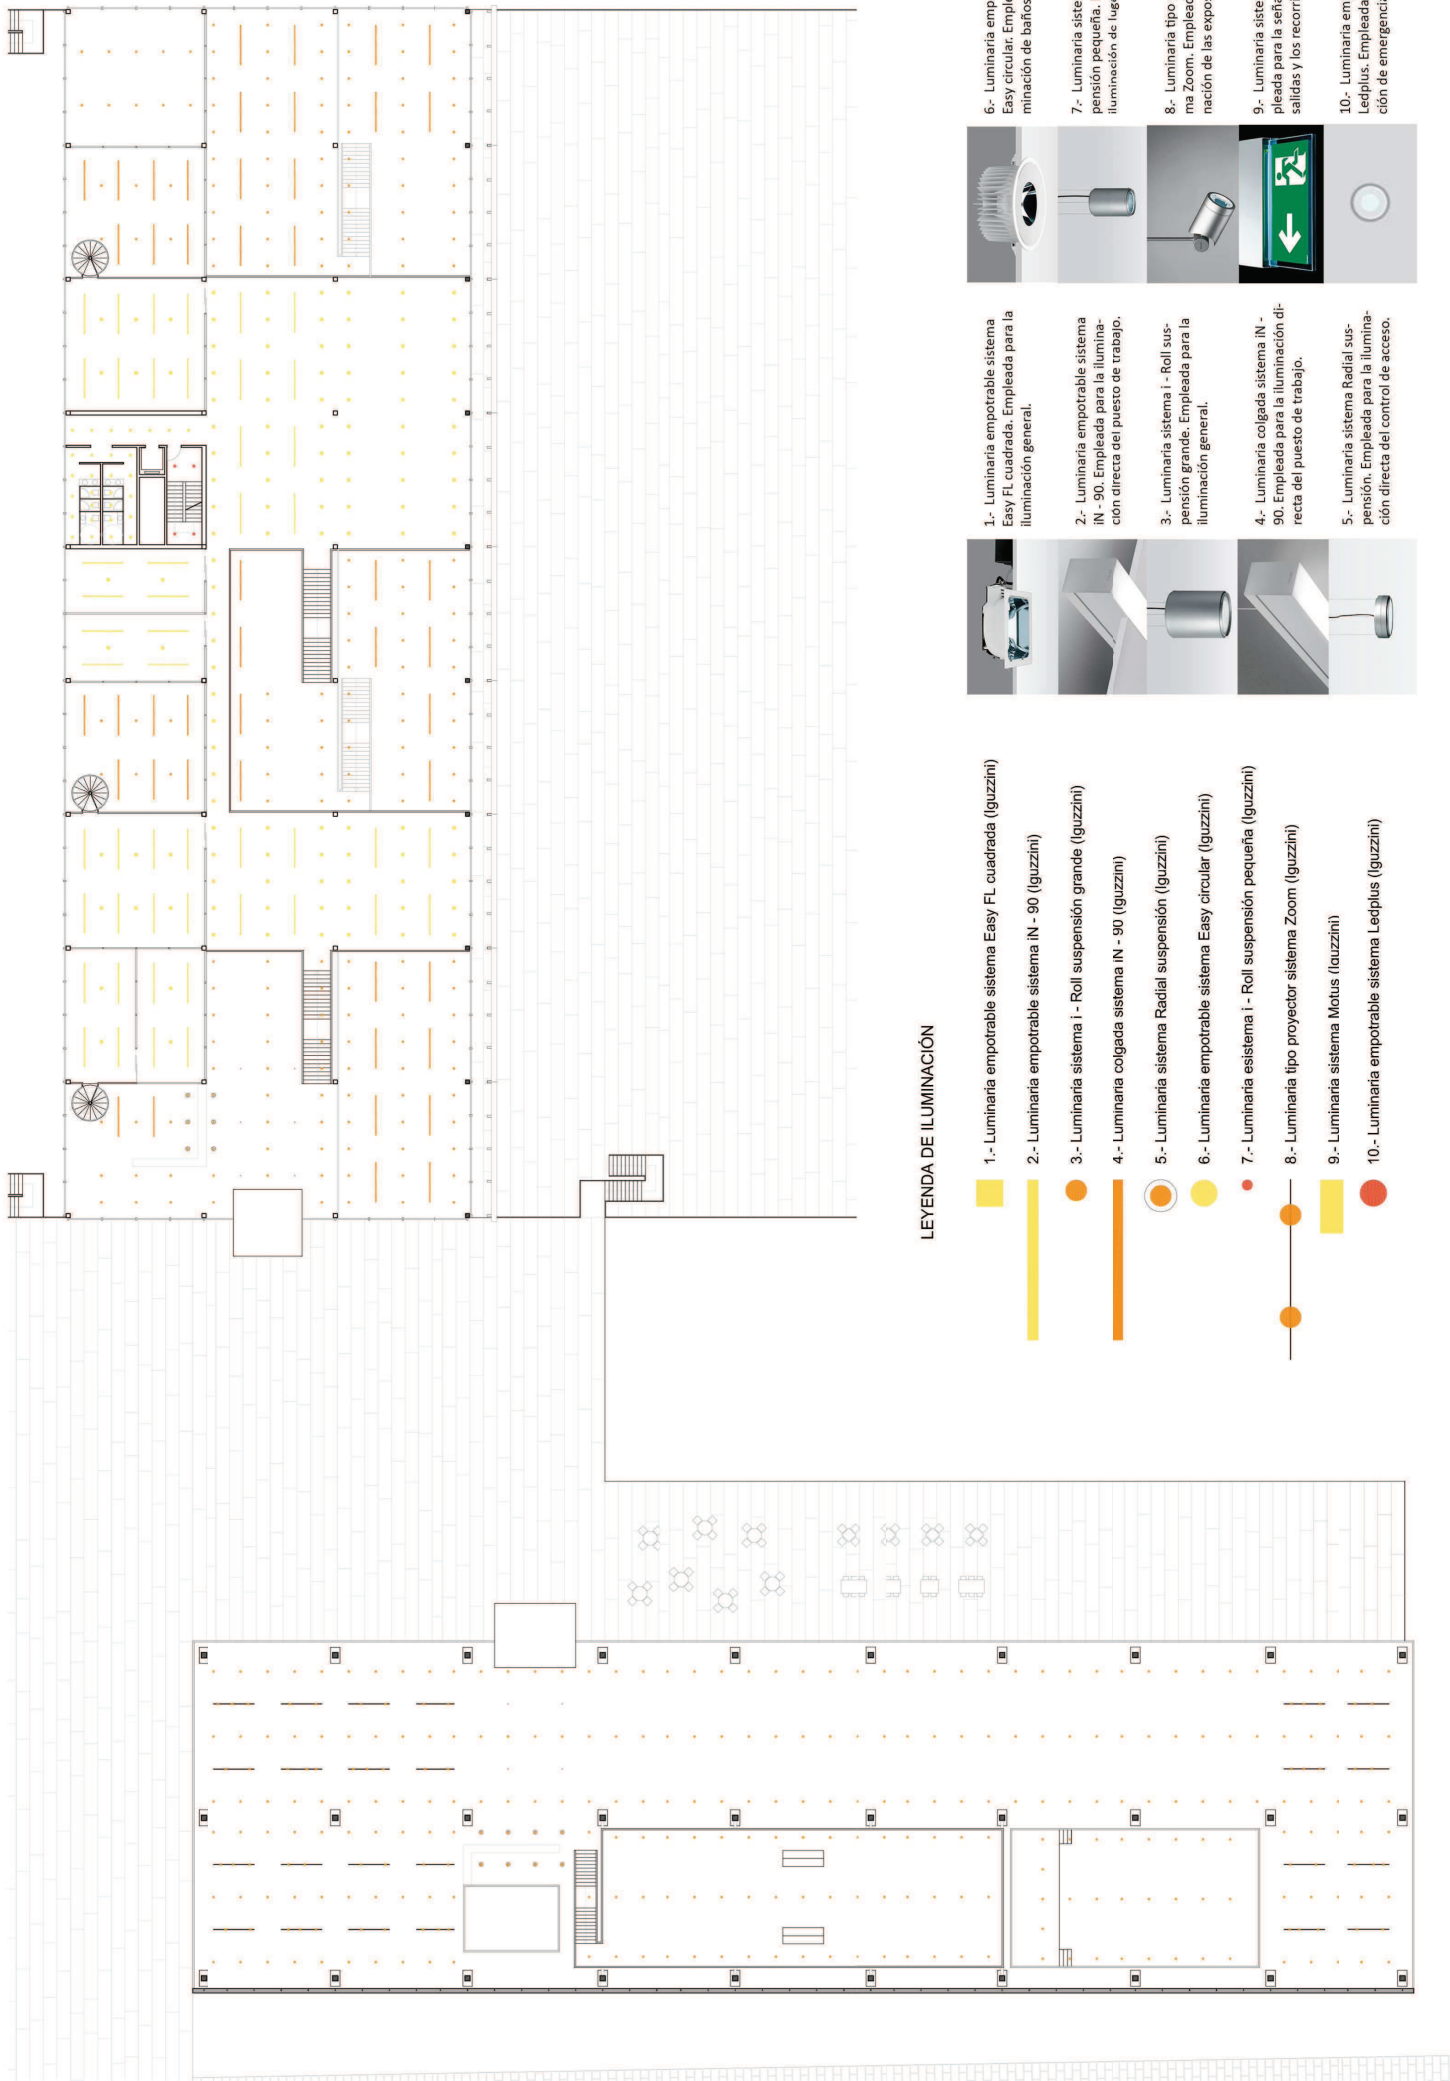 LEYENDA DE ILUMINACIÓN
1.- Luminaria empotrable sistema Easy FL cuadrada (Iguzzini)
2.- Luminaria empotrable sistema iN - 90 (Iguzzini)
3.- Luminaria sistema i - Roll suspensión grande (Iguzzini)
4.- Luminaria colgada sistema iN - 90 (Iguzzini)
5.- Luminaria sistema Radial suspensión (Iguzzini)
6.- Luminaria empotrable sistema Easy circular (Iguzzini)
7.- Luminaria esistema i - Roll suspensión pequeña (Iguzzini)
8.- Luminaria tipo proyector sistema Zoom (Iguzzini)
9.- Luminaria sistema Motus (Iguzzini)
10.- Luminaria empotrable sistema Ledplus (Iguzzini)
1.- Luminaria empotrable sistema
Easy FL cuadrada. Empleada para la
iluminación general.
2.- Luminaria empotrable sistema
iN - 90. Empleada para la ilumina-
ción directa del puesto de trabajo.
3.- Luminaria sistema i - Roll sus-
pensión grande. Empleada para la
iluminación general.
4.- Luminaria colgada sistema iN -
90. Empleada para la iluminación di-
recta del puesto de trabajo.
5.- Luminaria sistema Radial sus-
pensión. Empleada para la ilumina-
ción directa del control de acceso.
6.- Luminaria emp
Easy circular. Emple
minación de baños
7.- Luminaria siste
pensión pequeña.
iluminación de luga
8.- Luminaria tipo
ma Zoom. Emplead
nación de las expos
9.- Luminaria siste
pleada para la seña
salidas y los recorri
10.- Luminaria em
Ledplus. Empleada
ción de emergenci